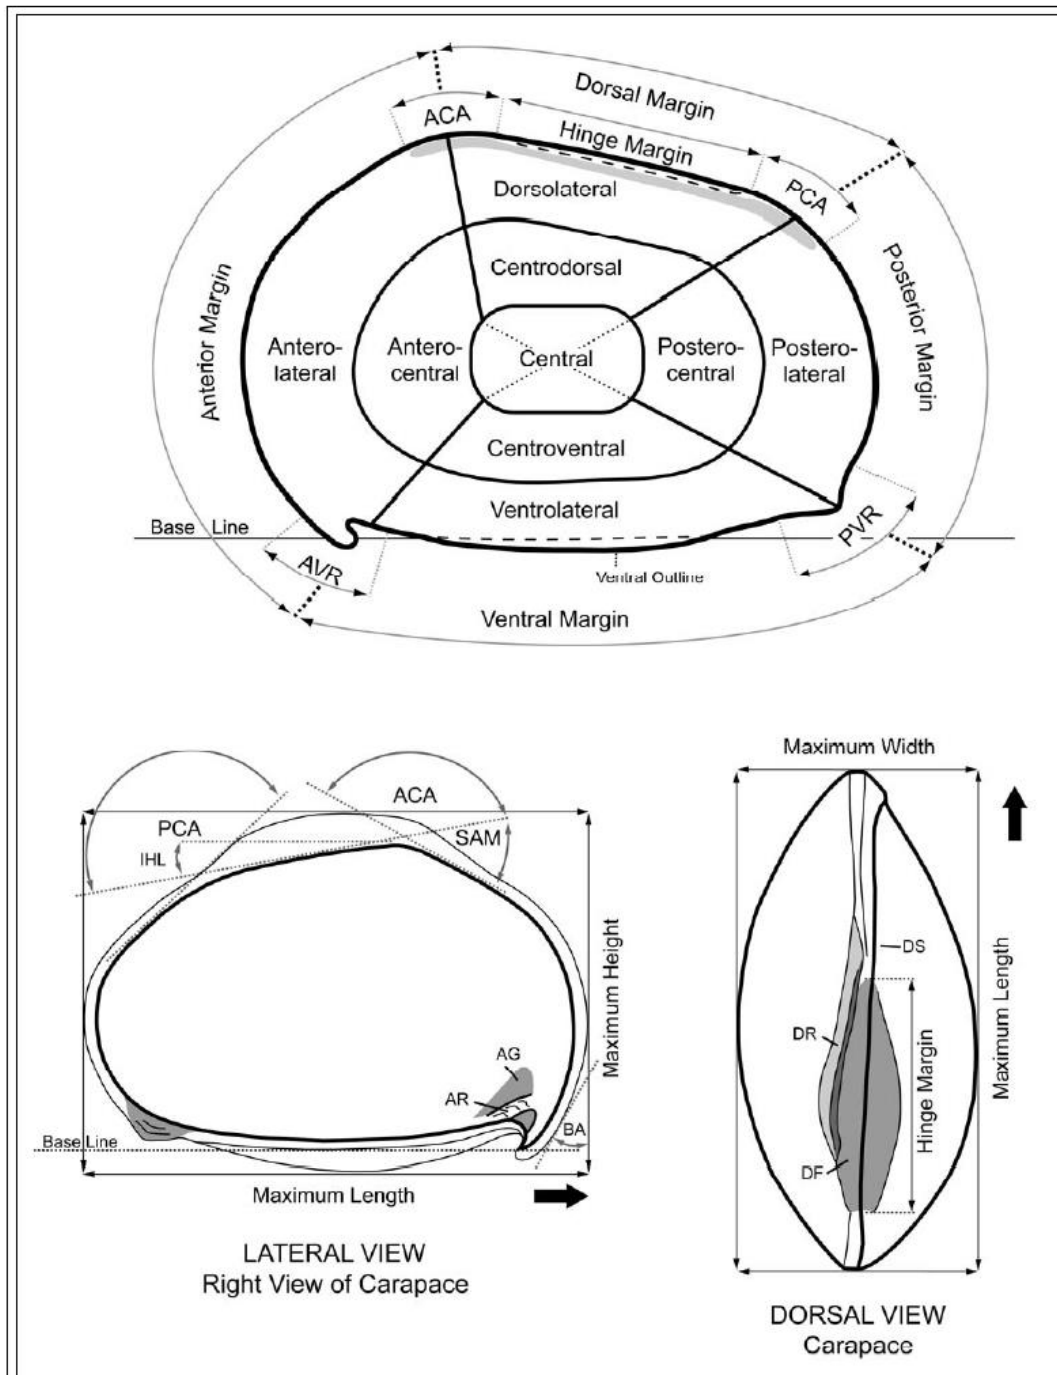 Dorsal Margin
ACA
Hinge Margin
PCA
Dorsolateral
Centrodorsal
Anterior Margin
Antero-
lateral
Antero-
central
Central
Postero-
central
Postero-
lateral
Posterior Margin
Centroventral
Ventrolateral
Base Line
AVR
PVR
Ventral Outline
Ventral Margin
ACA
PCA
IHL
SAM
Maximum Height
AG
AR
BA
Base Line
Maximum Length
LATERAL VIEW
Right View of Carapace
Maximum Width
DS
DR
Hinge Margin
Maximum Length
DF
DORSAL VIEW
Carapace